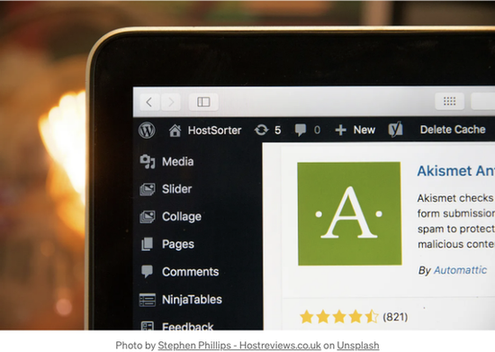 HostSorter 5 0 New Delete Cache
Media
Slider
Collage
Pages
Comments
NinjaTables
Feedback
A
Akismet An
Akismet checks
form submission
spam to protect
malicious conte
By Automattic
(821)
Photo by Stephen Phillips - Hostreviews.co.uk on Unsplash